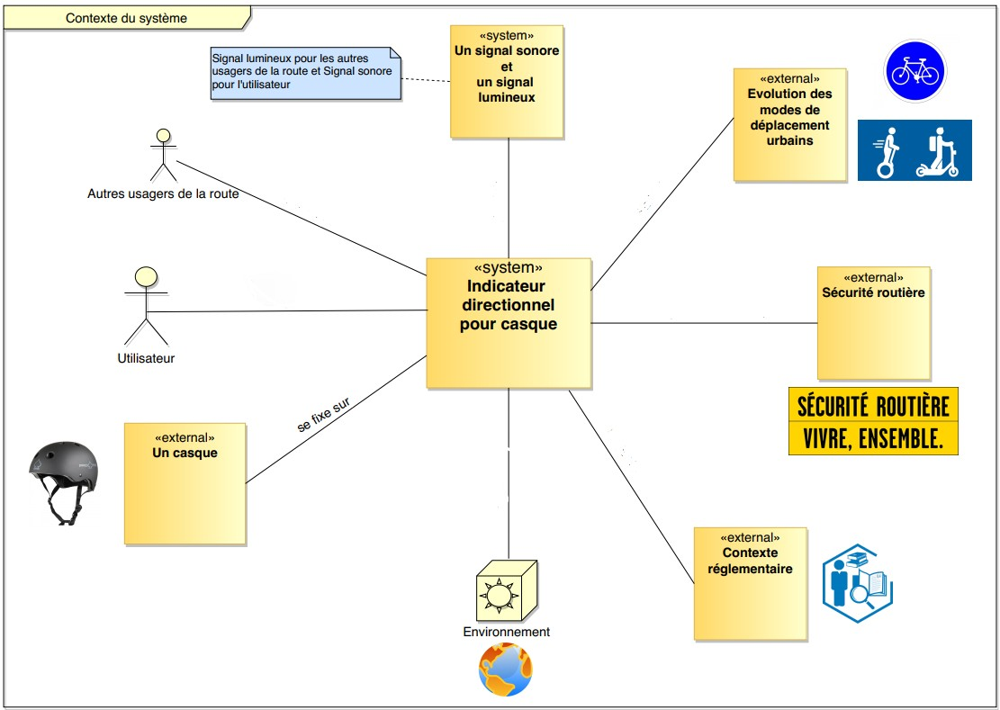 Contexte du système
«system»
Un signal sonore
et
un signal
lumineux
Signal lumineux pour les autres
usagers de la route et Signal sonore
pour l'utilisateur
«external»
Evolution des
modes de
déplacement
urbains
Autres usagers de la route
«system»
Indicateur
directionnel
pour casque
«external»
Sécurité routière
Utilisateur
SÉCURITÉ ROUTIÈRE
VIVRE, ENSEMBLE.
se fixe sur
«external»
Un casque
«external»
Contexte
réglementaire
Environnement